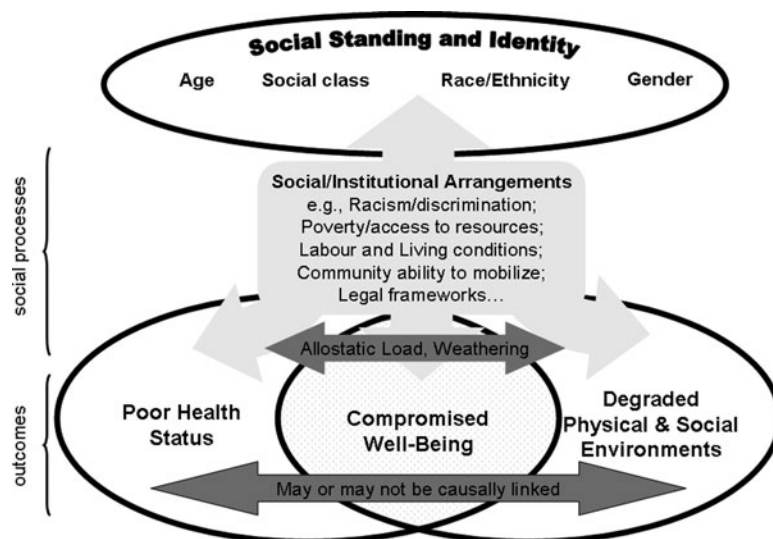 Social Standing and Identity
Age Social class Race/Ethnicity Gender
social processes
Social/Institutional Arrangements
e.g., Racism/discrimination;
Poverty/access to resources;
Labour and Living conditions;
Community ability to mobilize;
Legal frameworks…
Allostatic Load, Weathering
outcomes
Poor Health
Status
Compromised
Well-Being
Degraded
Physical & Social
Environments
May or may not be causally linked